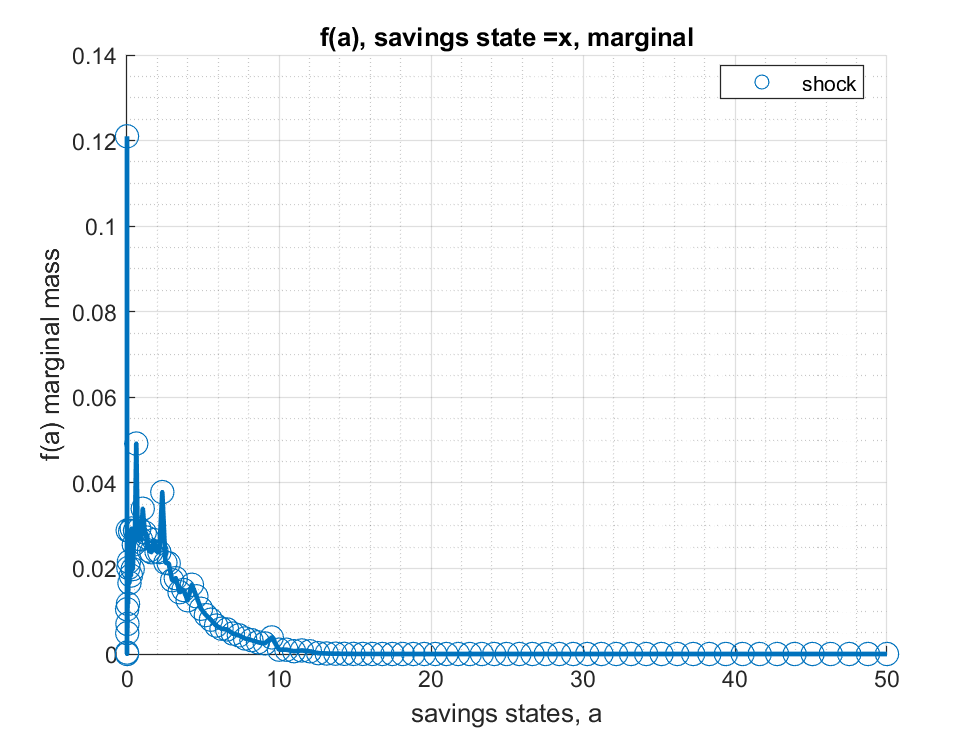 f(a), savings state =x, marginal
shock
f(a) marginal mass
0.14
0.12
0.1
0.08
0.06
0.04
0.02
0
0 10 20 30 40 50
savings states, a